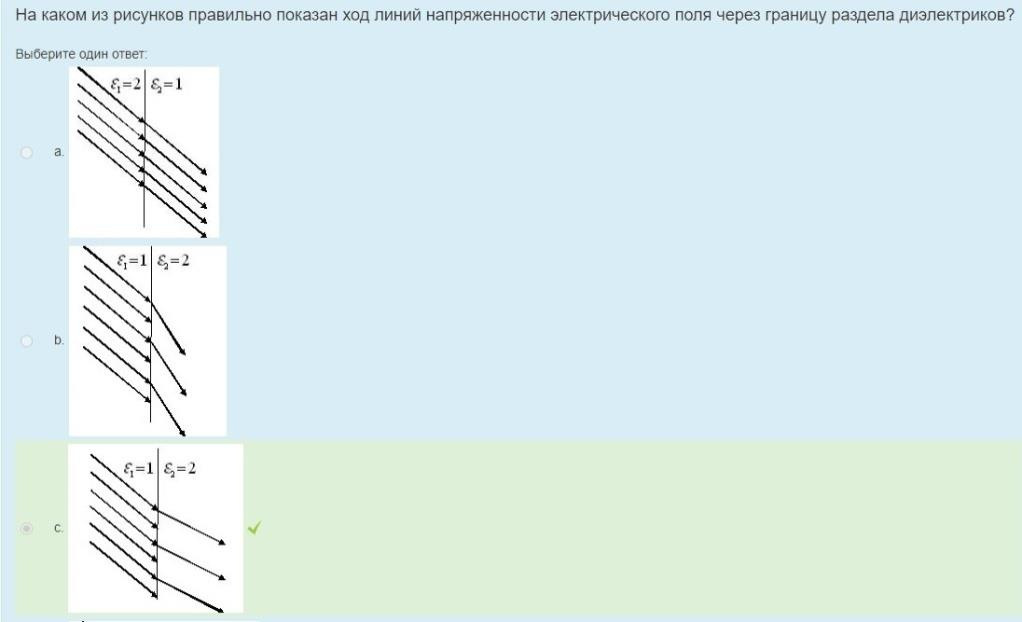 На каком из рисунков правильно показан ход линий напряженности электрического поля через границу раздела диэлектриков?
Выберите один ответ:
ε₁=2 ε₂=1
a.
ε₁=1 ε₂=2
b.
ε₁=1 ε₂=2
c.